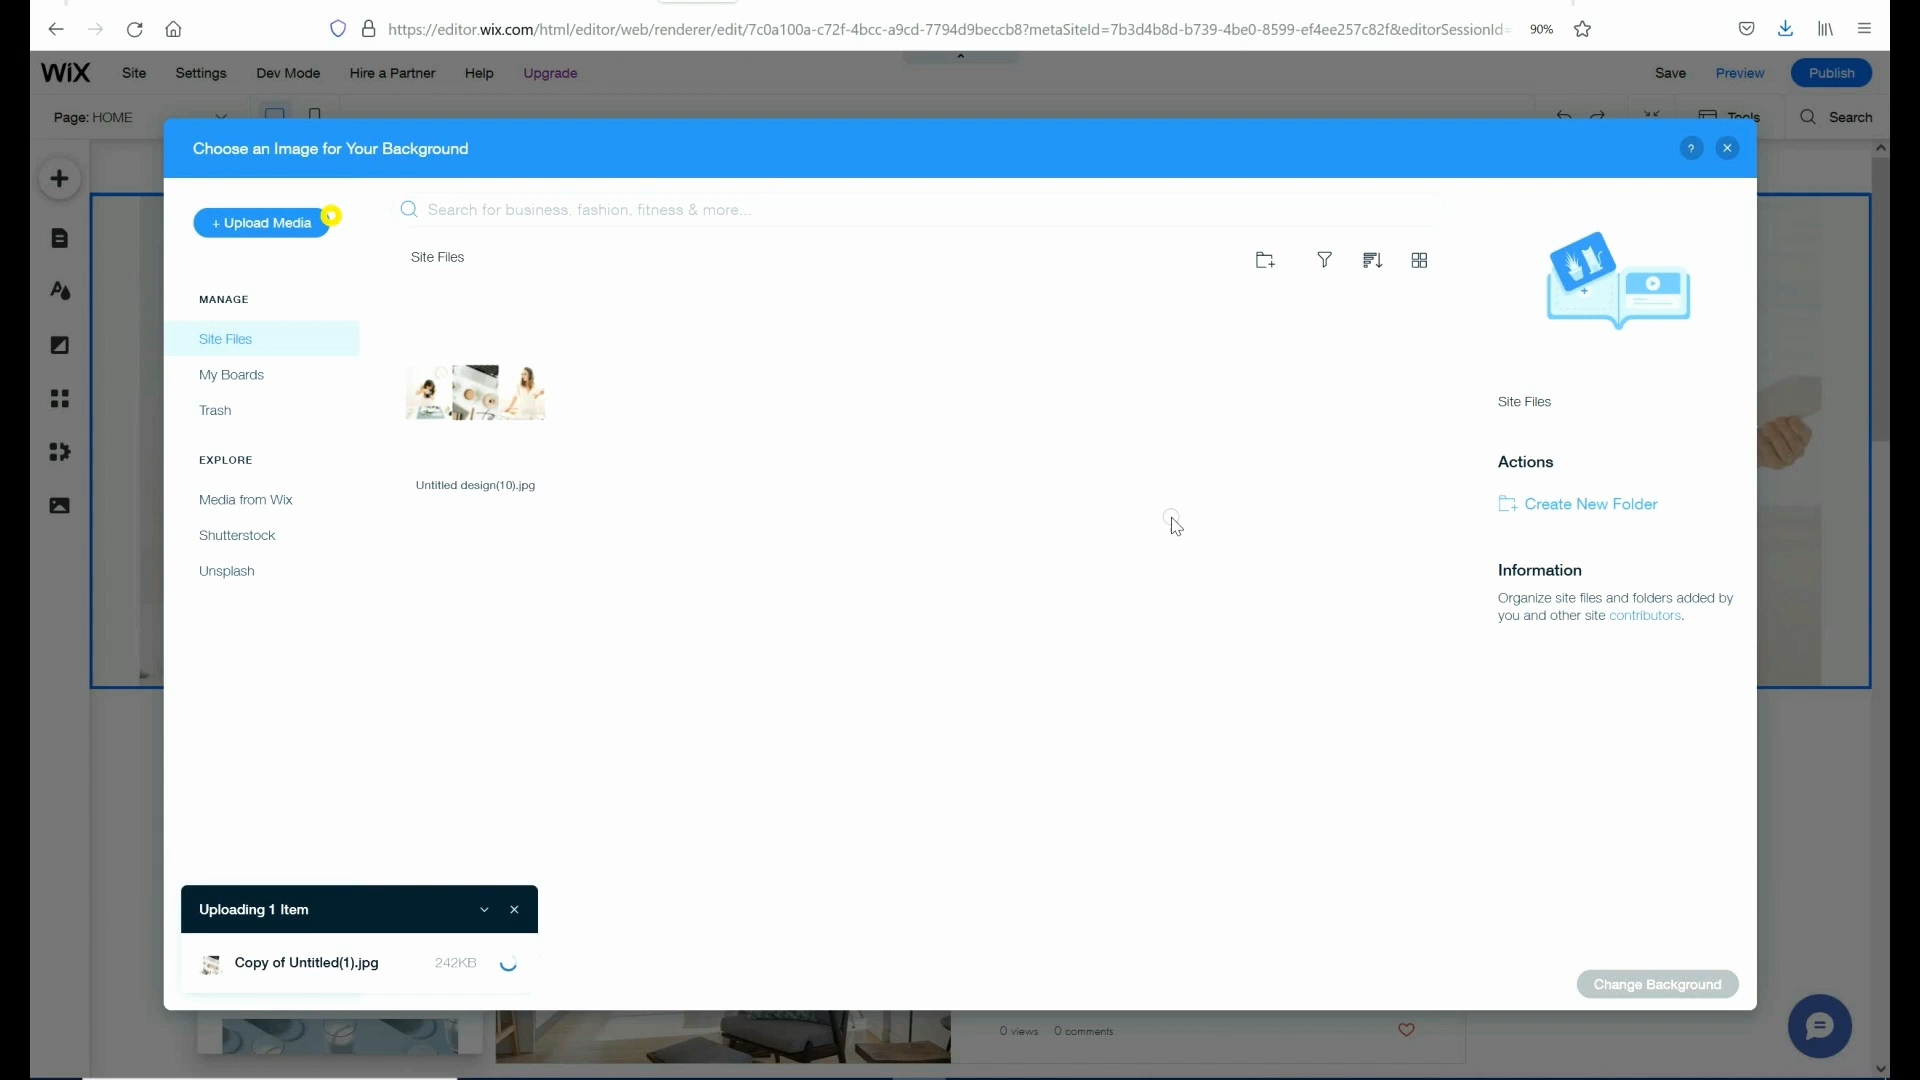 https://editor.wix.com/html/editor/web/renderer/edit/7c0a100a-c72f-4bcc-a9cd-7794d9beccb8?metaSiteId=7b3d4b8d-b739-4be0-8599-ef4ee257c82f&editorSessionId=
90%
WiX Site Settings Dev Mode Hire a Partner Help Upgrade Save Preview Publish
Page: HOME Tools Search
Choose an Image for Your Background ?
+ Upload Media
Search for business, fashion, fitness & more...
Site Files
MANAGE
Site Files
My Boards
Trash
EXPLORE
Media from Wix
Shutterstock
Unsplash
Untitled design(10).jpg
Site Files
Actions
Create New Folder
Information
Organize site files and folders added by
you and other site contributors.
Uploading 1 Item
Copy of Untitled(1).jpg 242KB
Change Background
0 views 0 comments